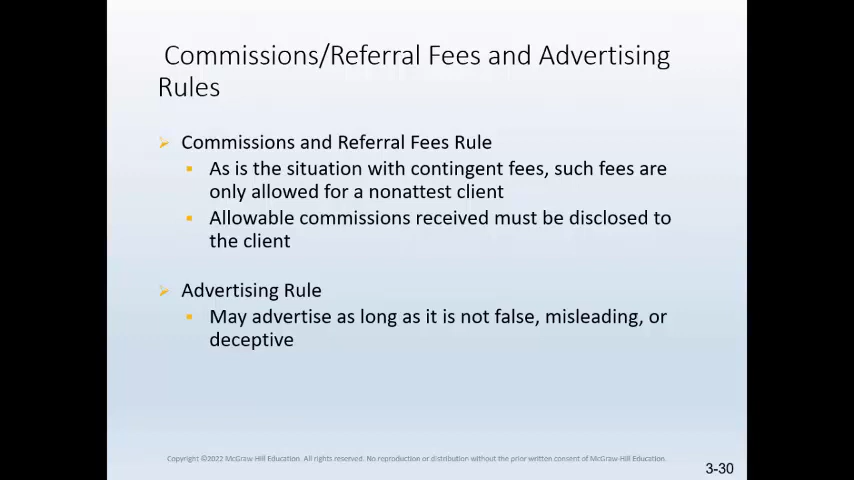 Commissions/Referral Fees and Advertising
Rules
Commissions and Referral Fees Rule
As is the situation with contingent fees, such fees are
only allowed for a nonattest client
Allowable commissions received must be disclosed to
the client
Advertising Rule
May advertise as long as it is not false, misleading, or
deceptive
Copyright ©2022 McGraw Hill Education. All rights reserved. No reproduction or distribution without the prior written consent of McGraw-Hill Education.
3-30